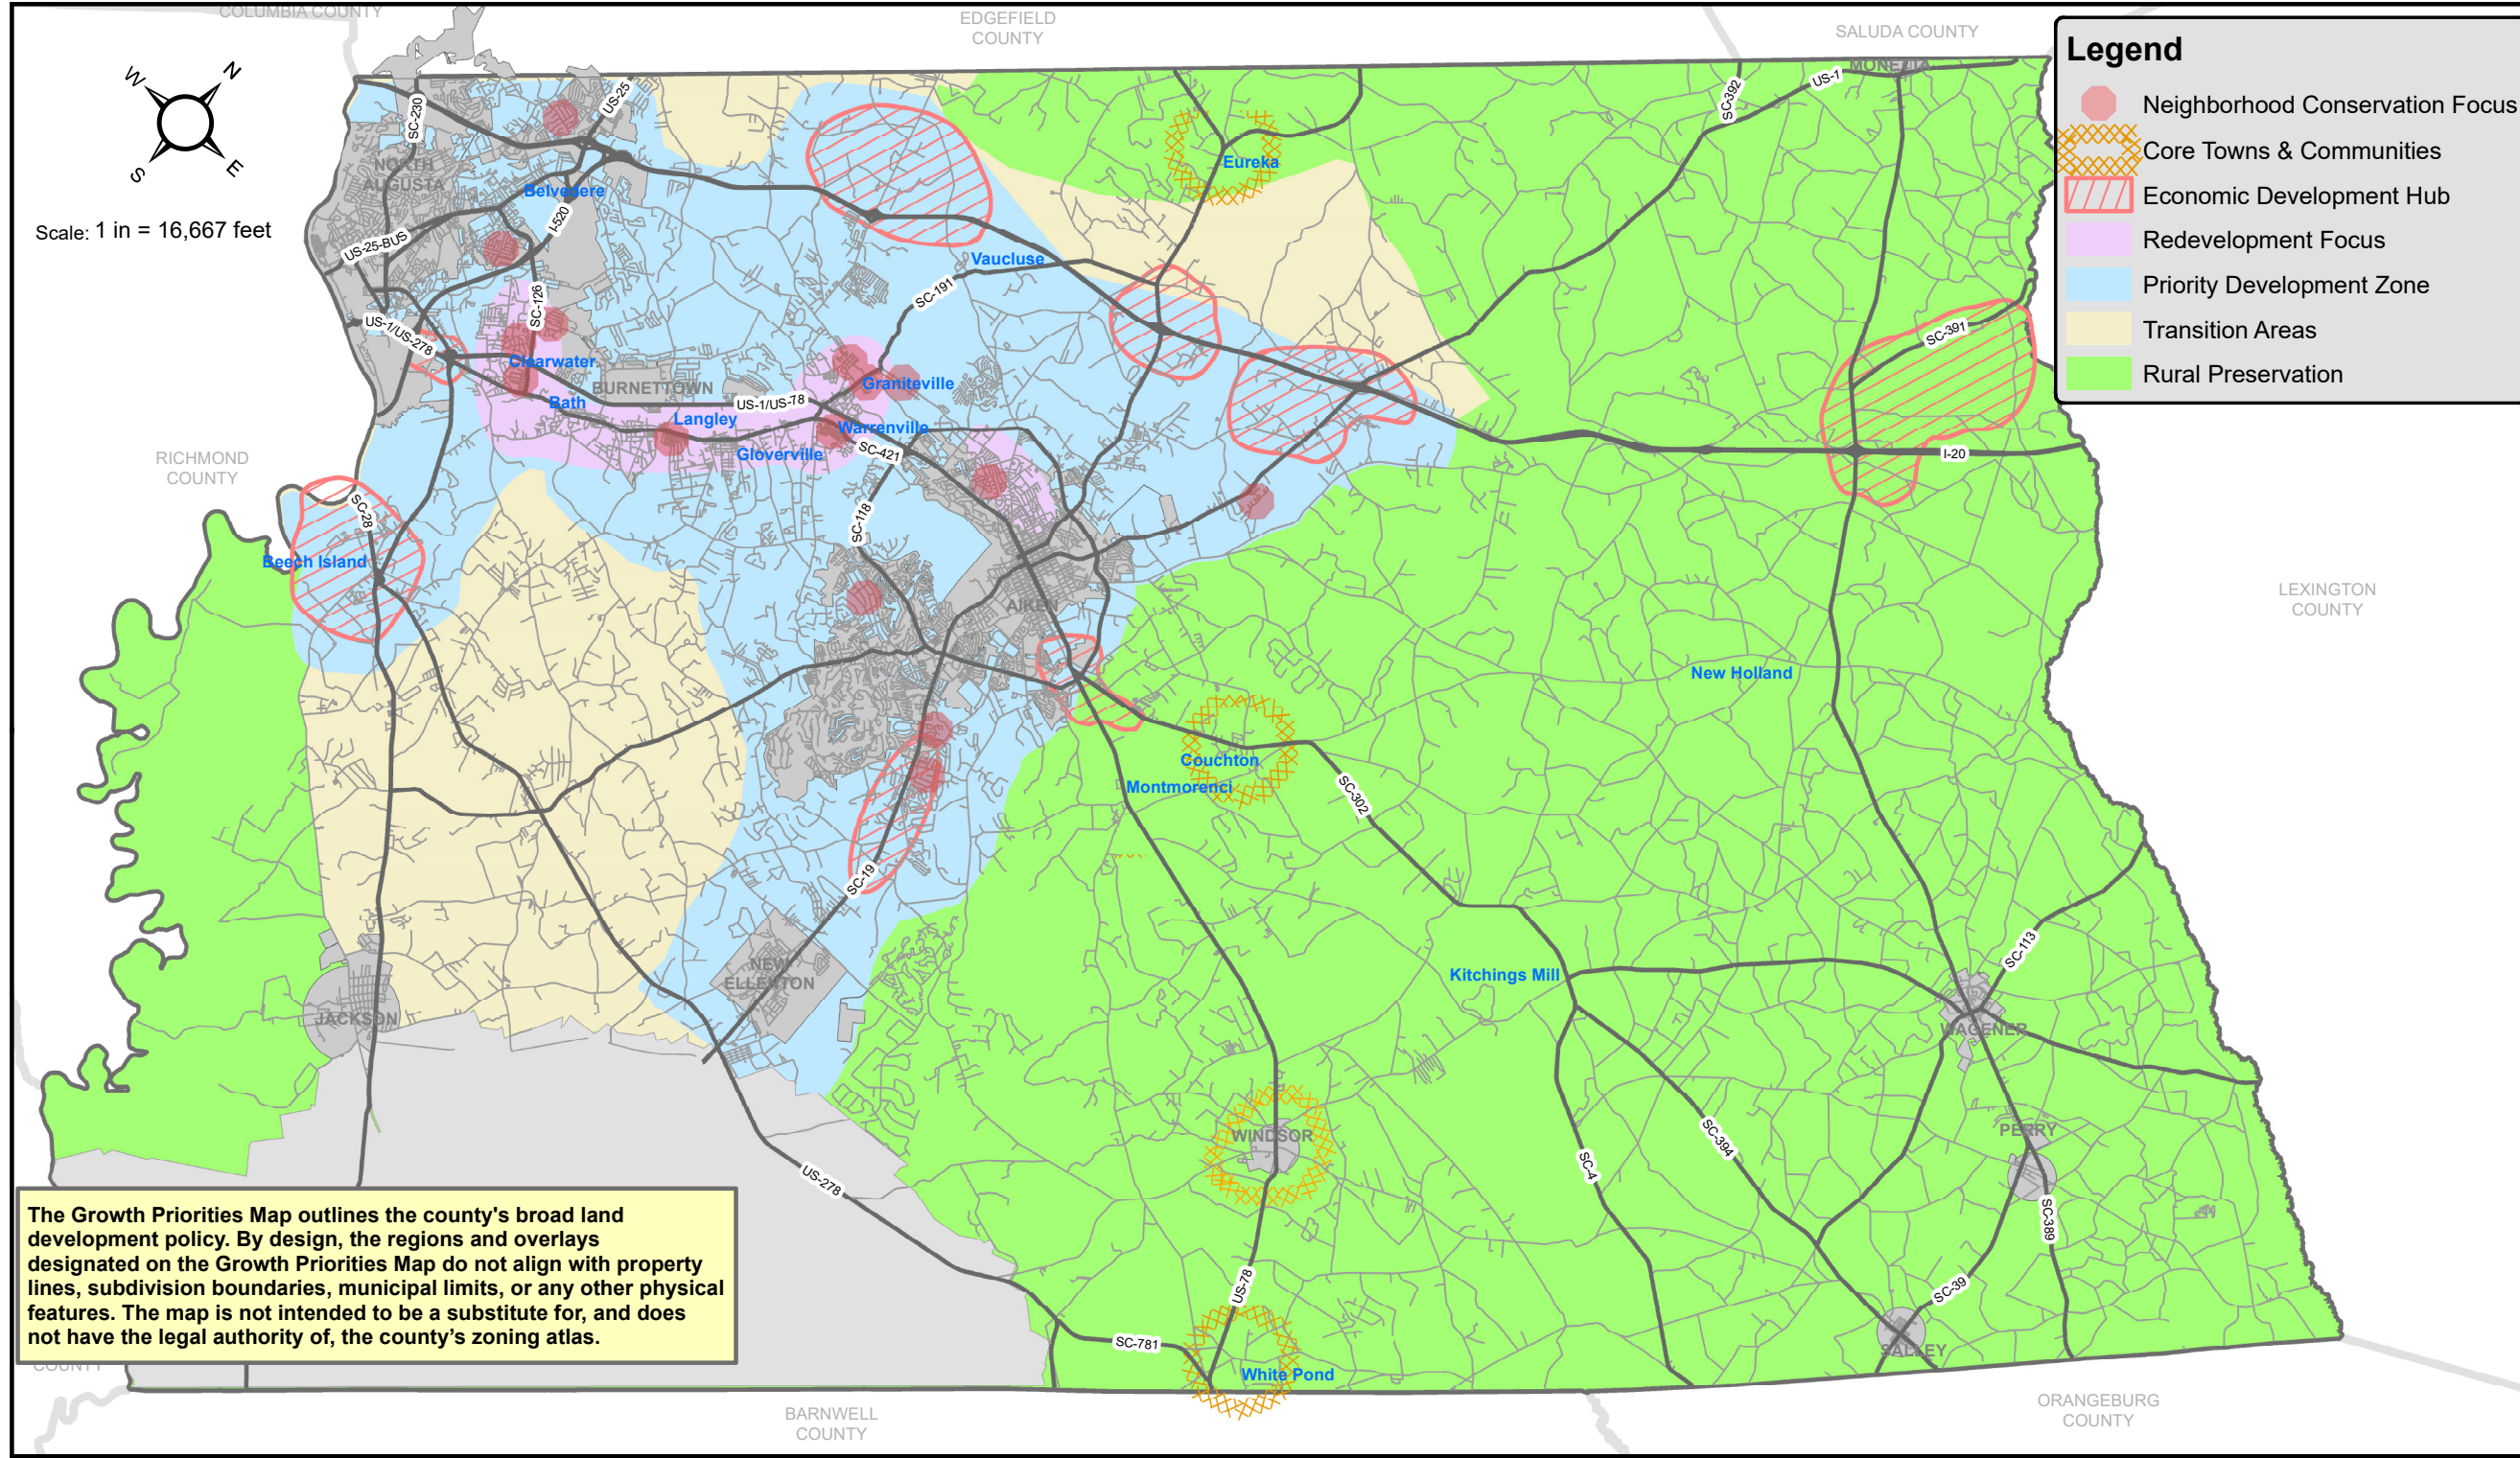 COLUMBIA COUNTY
EDGEFIELD
COUNTY
SALUDA COUNTY
Legend
Neighborhood Conservation Focus
Core Towns & Communities
Economic Development Hub
Redevelopment Focus
Priority Development Zone
Transition Areas
Rural Preservation
W
N
S
E
Scale: 1 in = 16,667 feet
SC-230
US-25
NORTH
AUGUSTA
Belvedere
I-520
US-25-BUS
SC-126
US-1/US-278
Clearwater
BURNETTOWN
Bath
Langley
US-1/US-78
Gloverville
Warrenville
Graniteville
SC-421
SC-191
Vaucluse
Eureka
SC-392
US-1
MONETTA
SC-391
I-20
RICHMOND
COUNTY
SC-28
Beech Island
SC-118
AIKEN
LEXINGTON
COUNTY
New Holland
Couchton
Montmorenci
SC-302
SC-19
NEW
ELLENTON
JACKSON
Kitchings Mill
SC-113
WAGENER
WINDSOR
PERRY
SC-394
SC-4
US-278
SC-389
US-78
SC-39
SC-781
White Pond
SALLEY
The Growth Priorities Map outlines the county's broad land
development policy. By design, the regions and overlays
designated on the Growth Priorities Map do not align with property
lines, subdivision boundaries, municipal limits, or any other physical
features. The map is not intended to be a substitute for, and does
not have the legal authority of, the county’s zoning atlas.
COUNTY
BARNWELL
COUNTY
ORANGEBURG
COUNTY